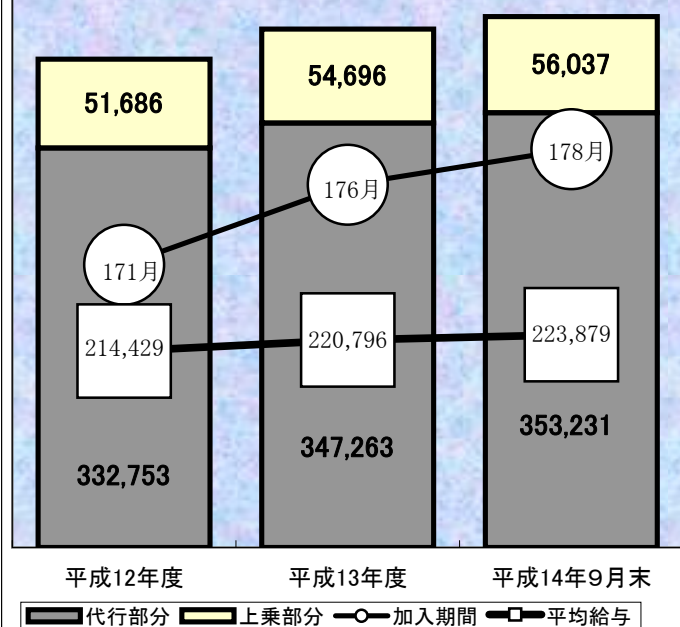 51,686
54,696
56,037
171月
176月
178月
214,429
220,796
223,879
332,753
347,263
353,231
平成12年度
平成13年度
平成14年9月末
代行部分 上乗部分 加入期間 平均給与